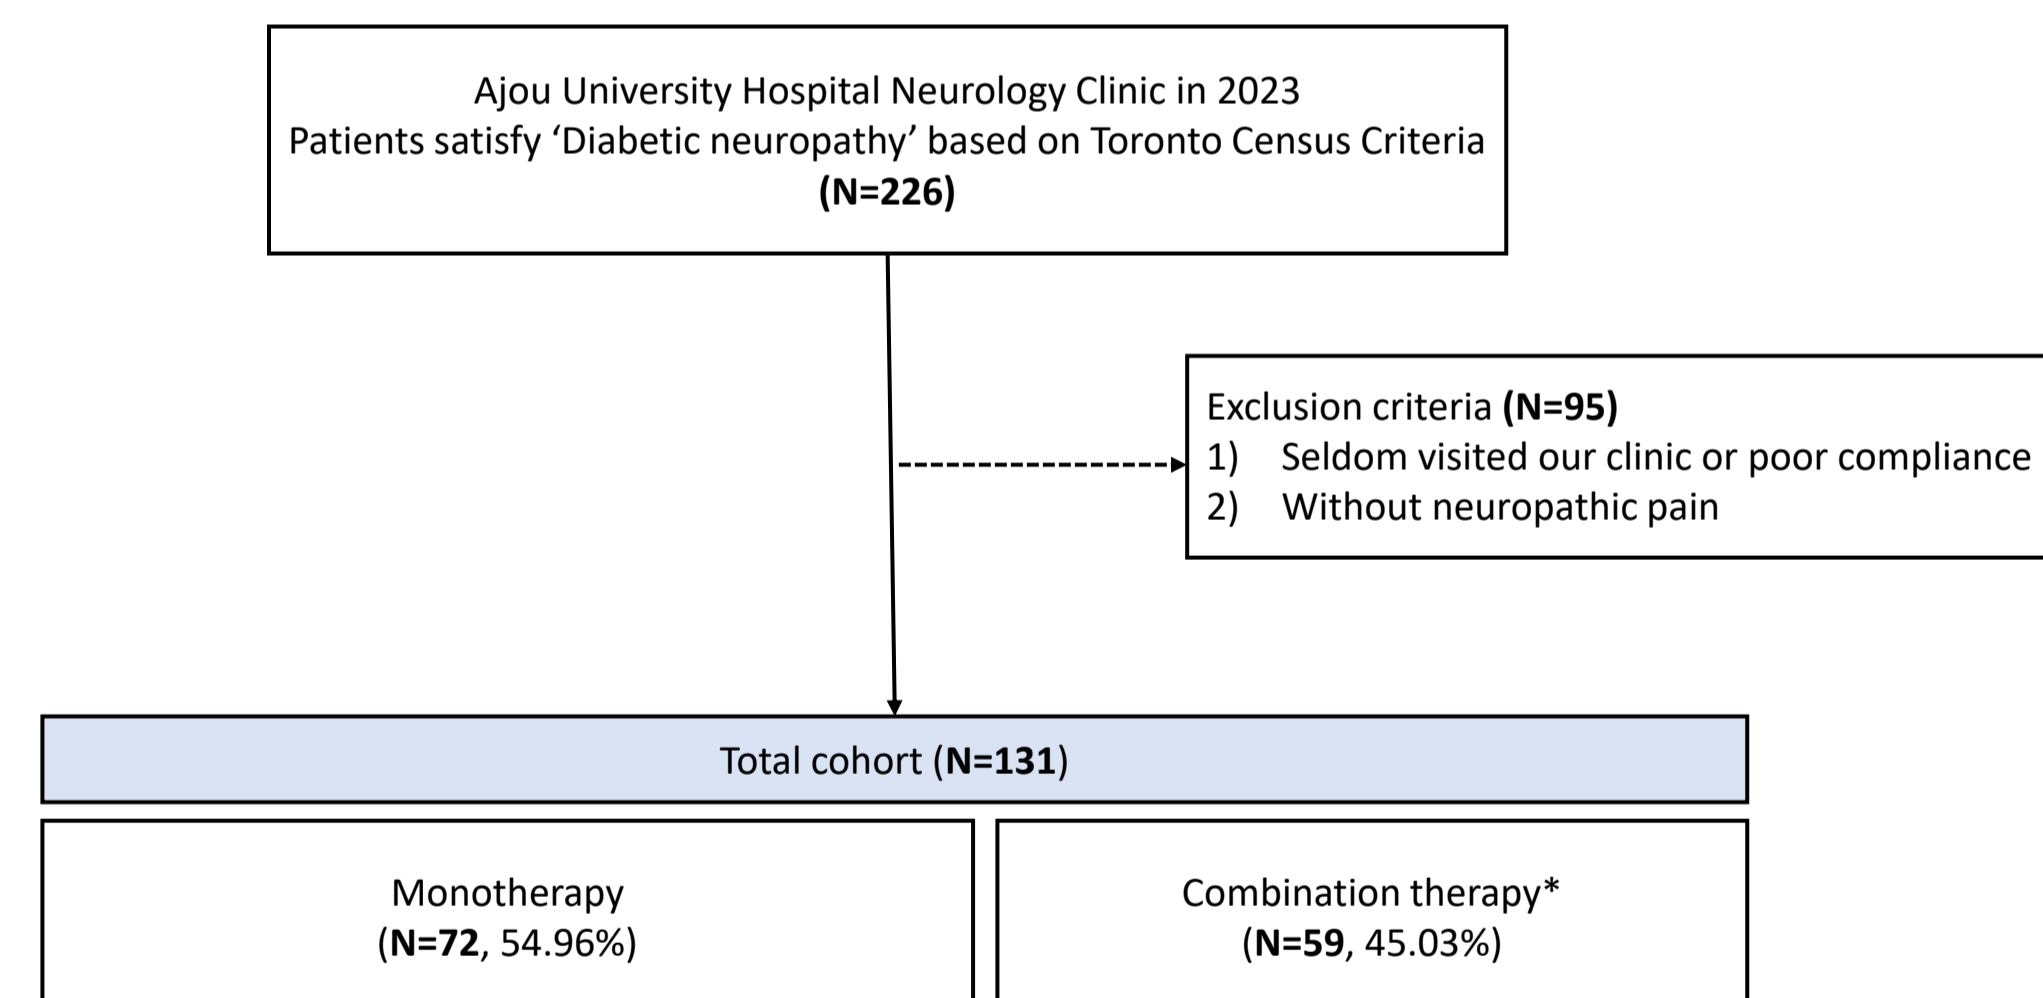 Ajou University Hospital Neurology Clinic in 2023
Patients satisfy ‘Diabetic neuropathy’ based on Toronto Census Criteria
(N=226)
Exclusion criteria (N=95)
1) Seldom visited our clinic or poor compliance
2) Without neuropathic pain
Total cohort (N=131)
Monotherapy
(N=72, 54.96%)
Combination therapy*
(N=59, 45.03%)